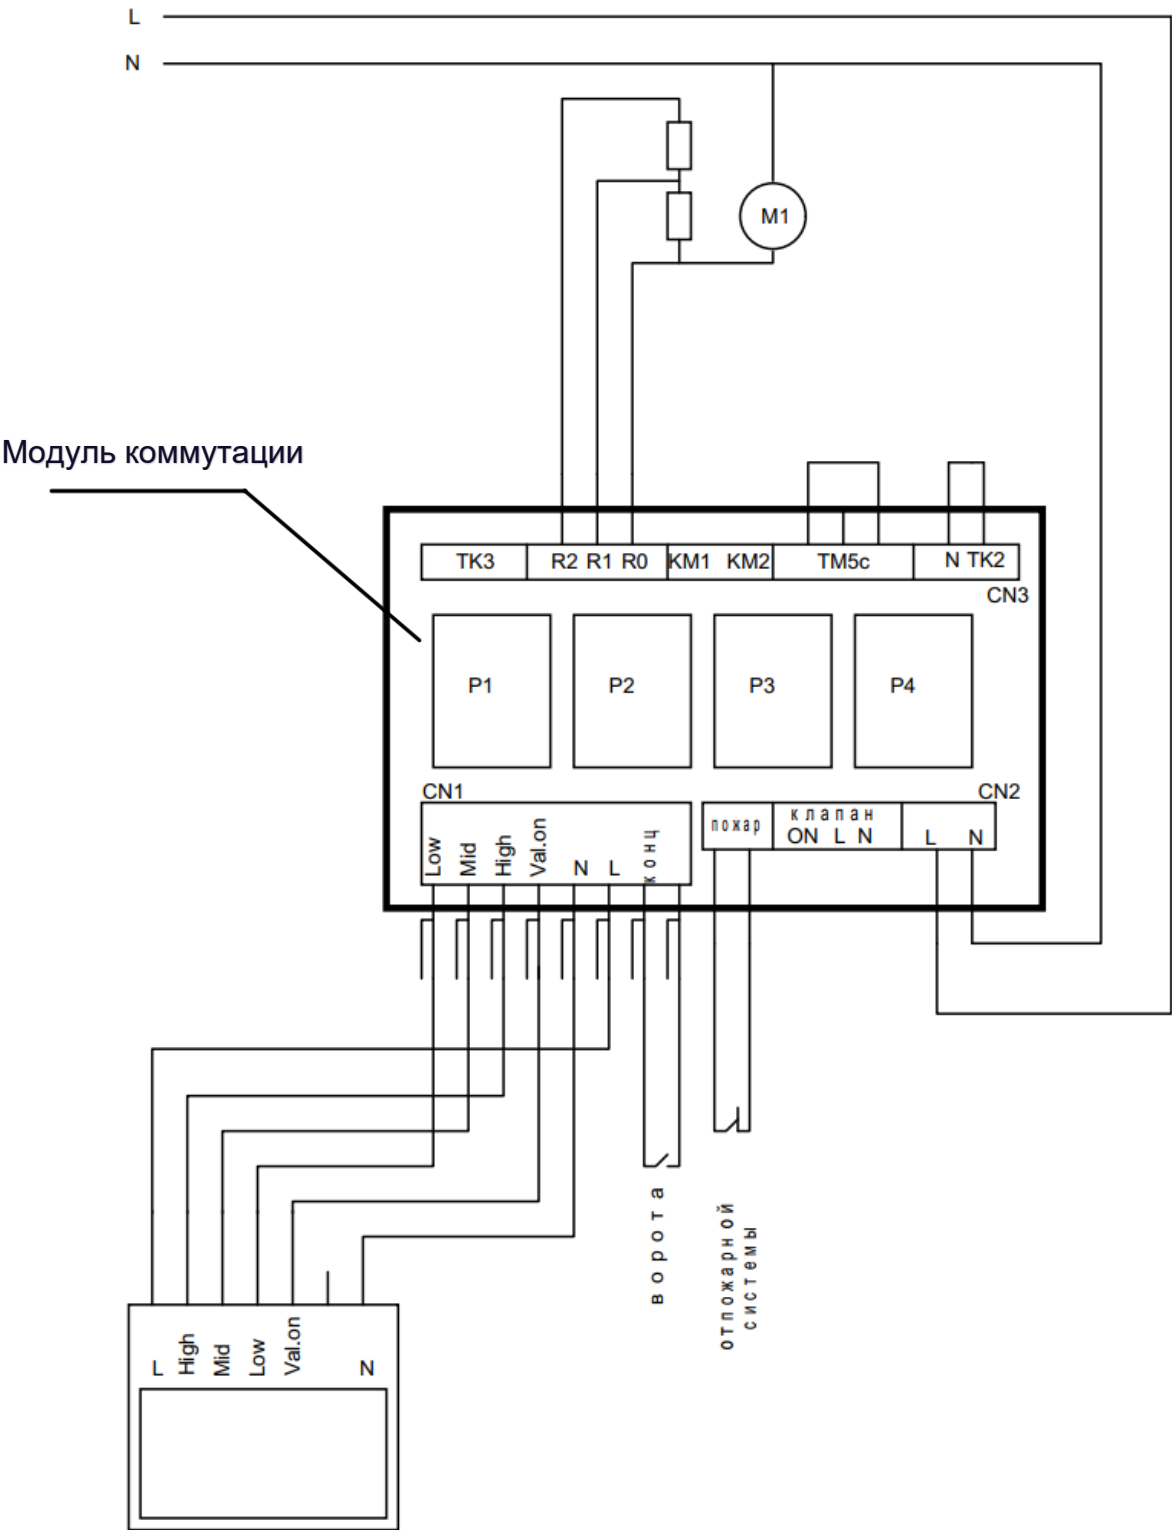 L
N
M1
Модуль коммутации
TK3
R2 R1 R0
KM1 KM2
TM5c
N TK2
CN3
P1
P2
P3
P4
CN1
CN2
Low
Mid
High
Val.on
N
L
конц
пожар
клапан
ON L N
L
N
ворота
отпожарной
системы
L
High
Mid
Low
Val.on
N